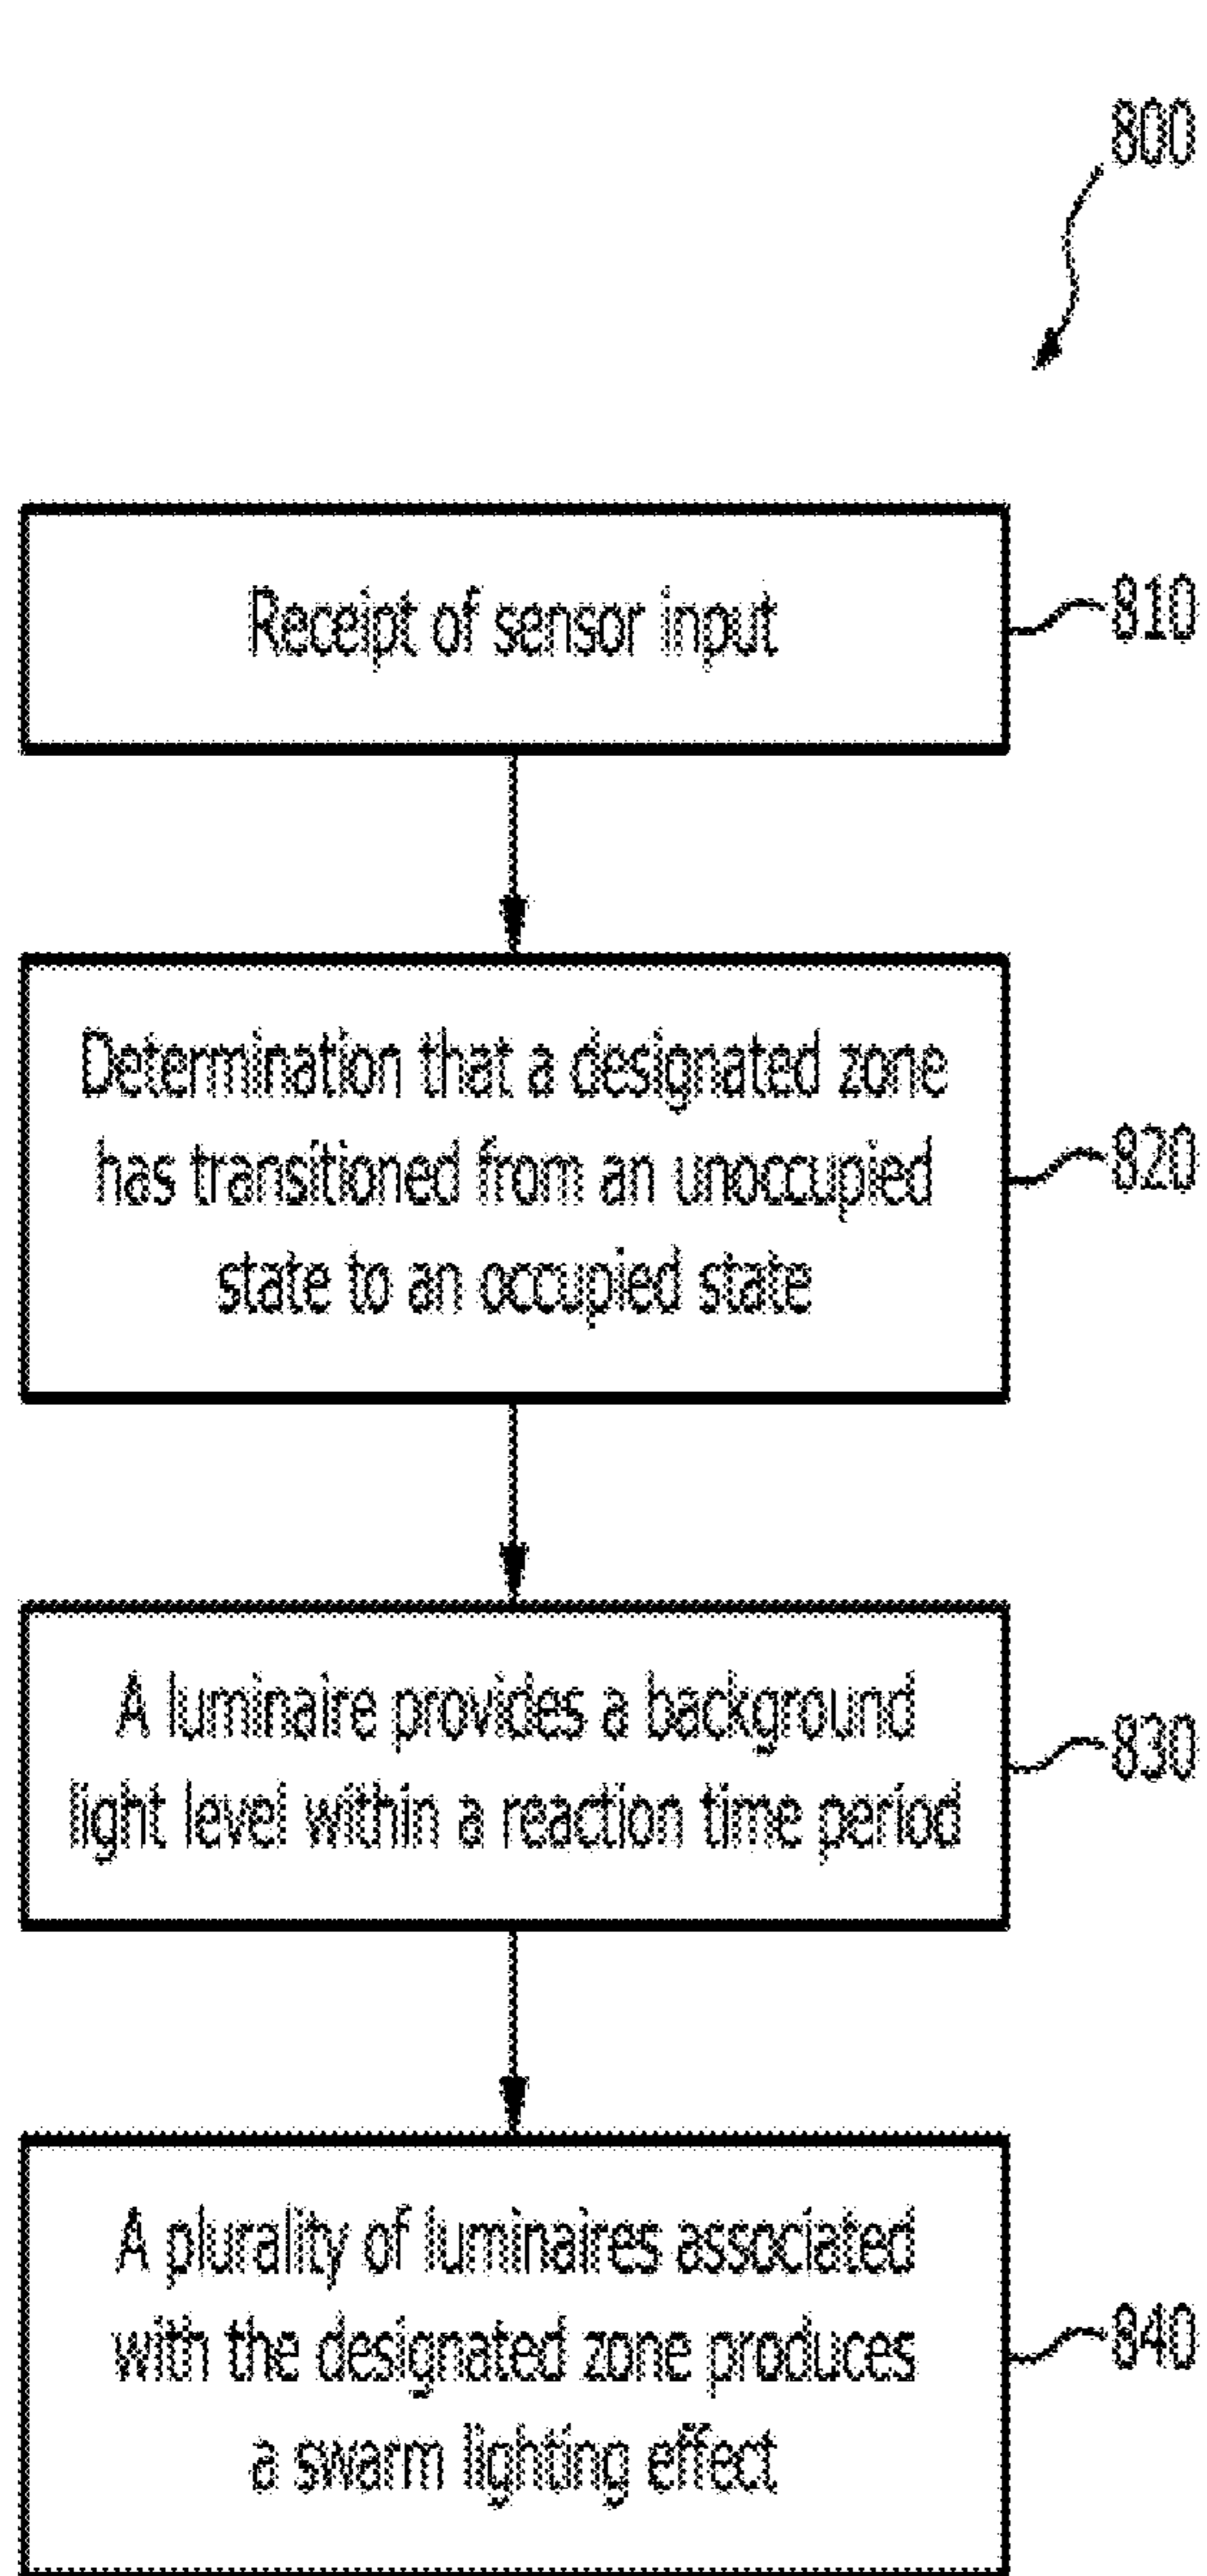 800
Receipt of sensor input
810
Determination that a designated zone
has transitioned from an unoccupied
state to an occupied state
820
A luminaire provides a background
light level within a reaction time period
830
A plurality of luminaires associated
with the designated zone produces
a swarm lighting effect
840